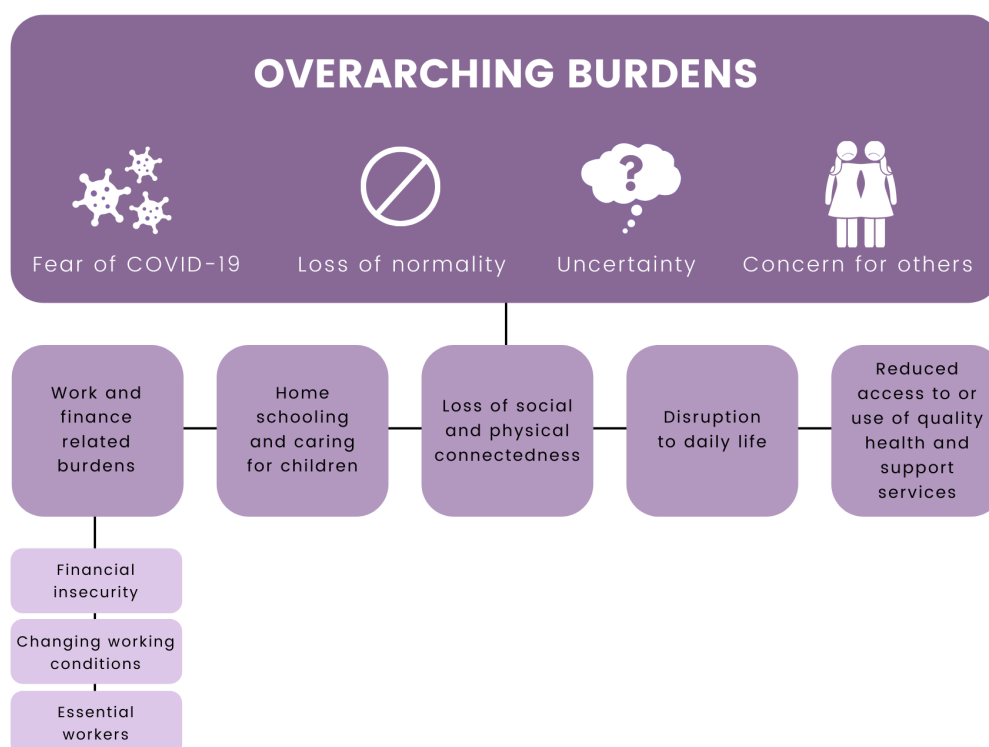 OVERARCHING BURDENS
?
Fear of COVID-19
Loss of normality
Uncertainty
Concern for others
Work and
finance
related
burdens
Home
schooling
and caring
for children
Loss of social
and physical
connectedness
Disruption
to daily life
Reduced
access to or
use of quality
health and
support
services
Financial
insecurity
Changing working
conditions
Essential
workers